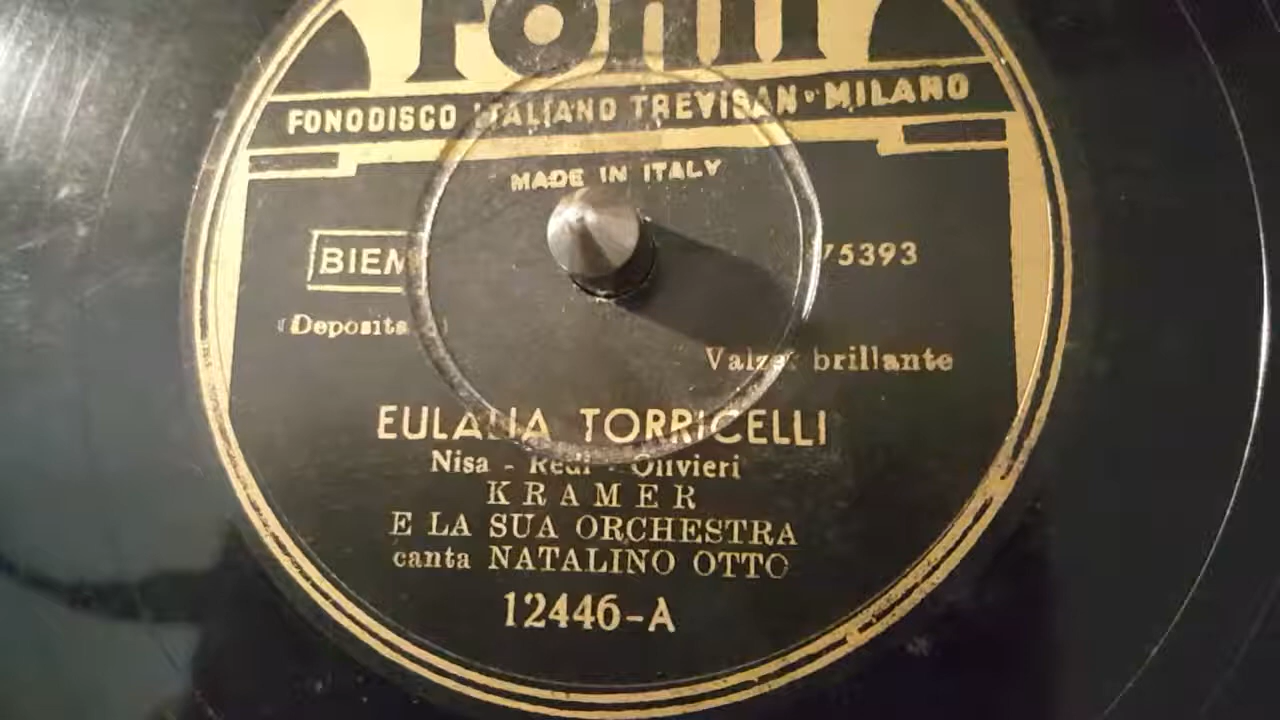 Fonit
FONODISCO ITALIANO TREVISAN - MILANO
MADE IN ITALY
BIEM
75393
Valzer brillante
EULALIA TORRICELLI
Nisa - Redi - Olivieri
KRAMER
E LA SUA ORCHESTRA
canta NATALINO OTTO
12446-A